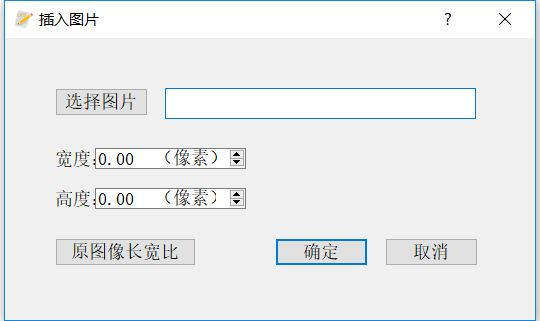 插入图片
选择图片
宽度:0.00 （像素）
高度:0.00 （像素）
原图像长宽比 确定 取消